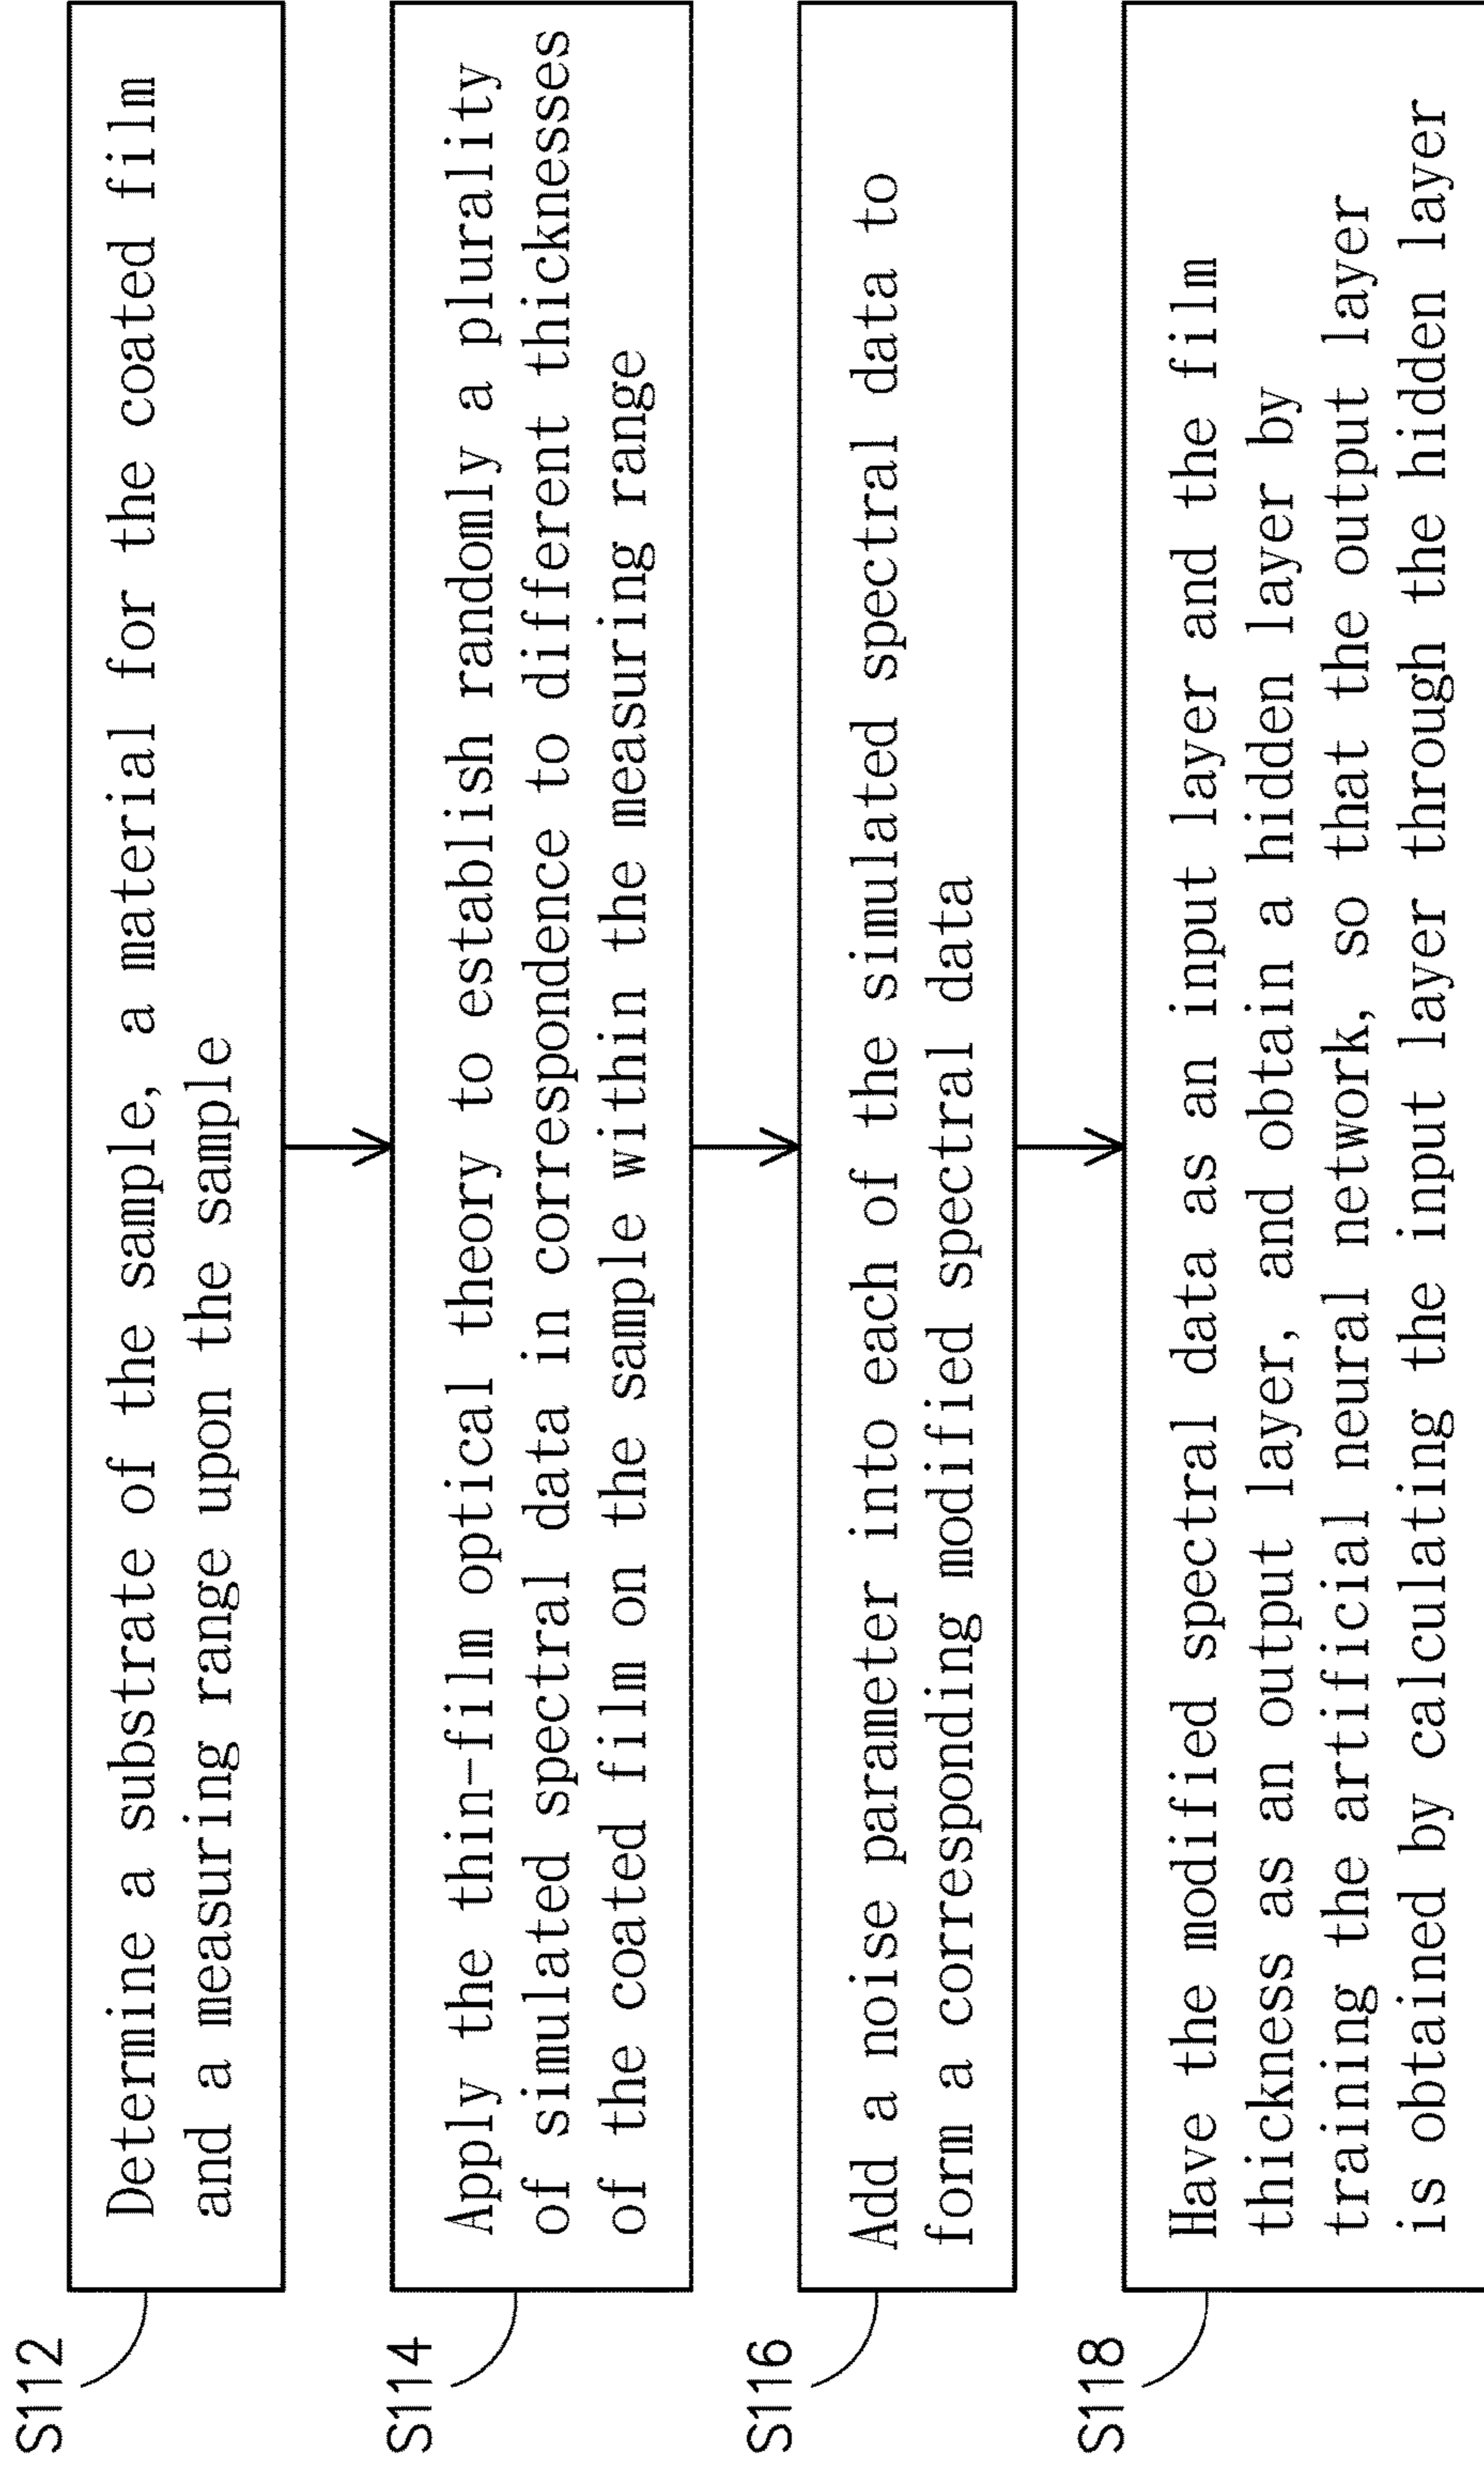 S112
Determine a substrate of the sample, a material for the coated film
and a measuring range upon the sample
S114
Apply the thin-film optical theory to establish randomly a plurality
of simulated spectral data in correspondence to different thicknesses
of the coated film on the sample within the measuring range
S116
Add a noise parameter into each of the simulated spectral data to
form a corresponding modified spectral data
S118
Have the modified spectral data as an input layer and the film
thickness as an output layer, and obtain a hidden layer by
training the artificial neural network, so that the output layer
is obtained by calculating the input layer through the hidden layer